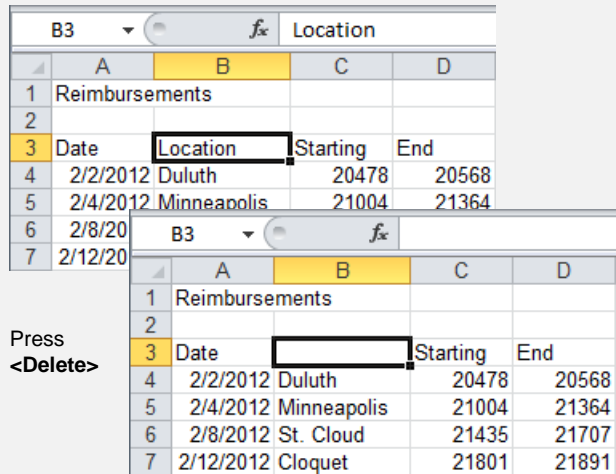 B3 fx Location
A B C D
1 Reimbursements
2
3 Date Location Starting End
4 2/2/2012 Duluth 20478 20568
5 2/4/2012 Minneapolis 21004 21364
6 2/8/20
7 2/12/20
Press
<Delete>
B3 fx
A B C D
1 Reimbursements
2
3 Date Starting End
4 2/2/2012 Duluth 20478 20568
5 2/4/2012 Minneapolis 21004 21364
6 2/8/2012 St. Cloud 21435 21707
7 2/12/2012 Cloquet 21801 21891